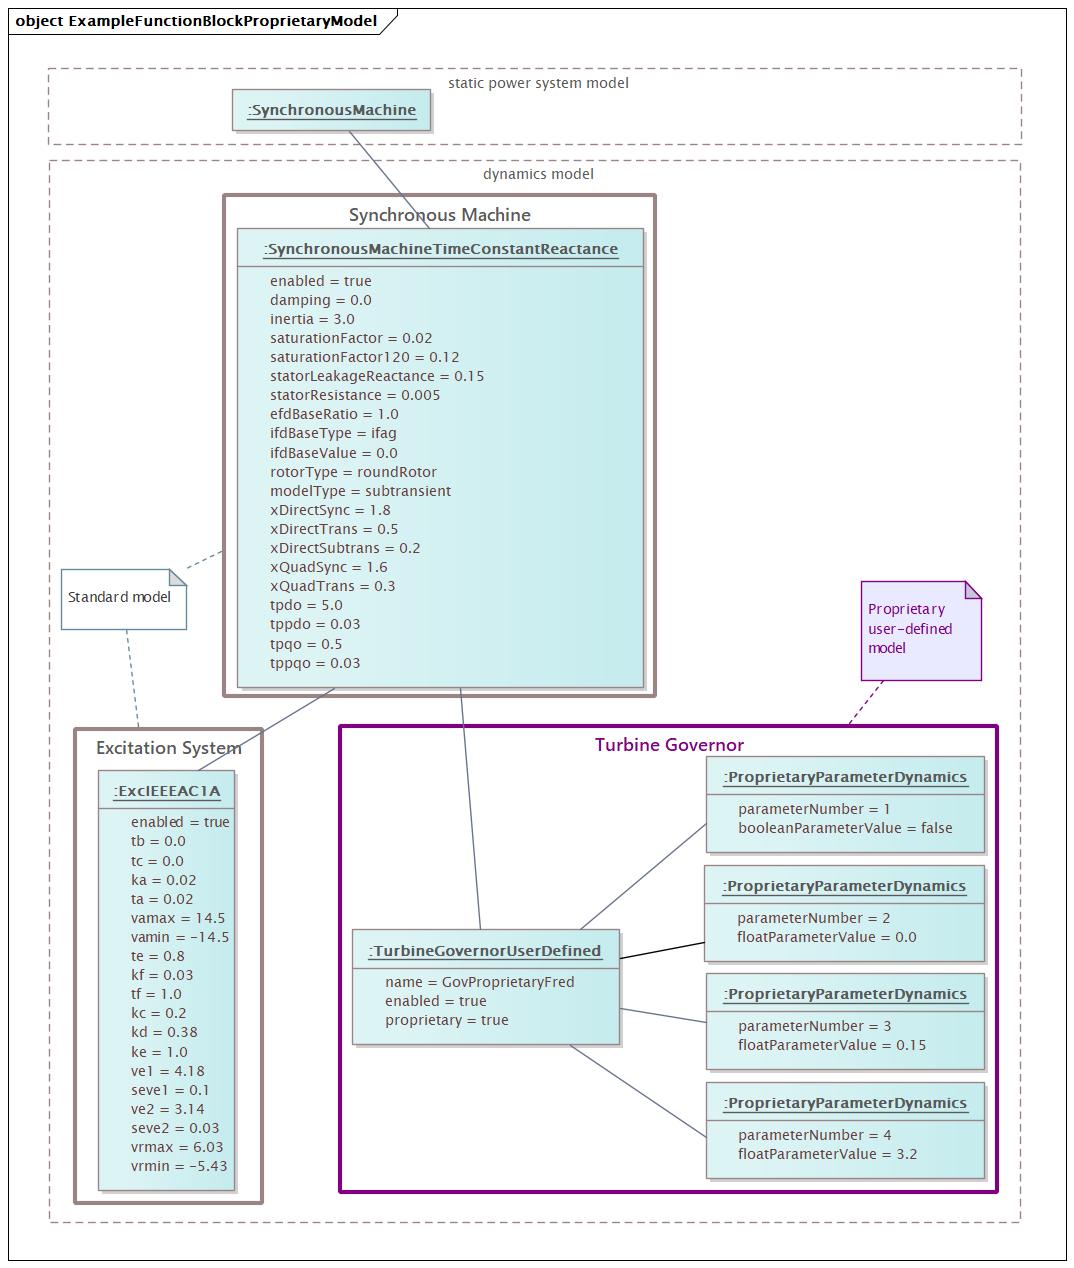 object ExampleFunctionBlockProprietaryModel
static power system model
:SynchronousMachine
dynamics model
Synchronous Machine
:SynchronousMachineTimeConstantReactance
enabled = true
damping = 0.0
inertia = 3.0
saturationFactor = 0.02
saturationFactor120 = 0.12
statorLeakageReactance = 0.15
statorResistance = 0.005
efdBaseRatio = 1.0
ifdBaseType = ifag
ifdBaseValue = 0.0
rotorType = roundRotor
modelType = subtransient
xDirectSync = 1.8
xDirectTrans = 0.5
xDirectSubtrans = 0.2
xQuadSync = 1.6
xQuadTrans = 0.3
tpdo = 5.0
tppdo = 0.03
tpqo = 0.5
tppqo = 0.03
Standard model
Proprietary
user-defined
model
Excitation System
:ExcIEEEAC1A
enabled = true
tb = 0.0
tc = 0.0
ka = 0.02
ta = 0.02
vamax = 14.5
vamin = -14.5
te = 0.8
kf = 0.03
tf = 1.0
kc = 0.2
kd = 0.38
ke = 1.0
ve1 = 4.18
seve1 = 0.1
ve2 = 3.14
seve2 = 0.03
vrmax = 6.03
vrmin = -5.43
Turbine Governor
:TurbineGovernorUserDefined
name = GovProprietaryFred
enabled = true
proprietary = true
:ProprietaryParameterDynamics
parameterNumber = 1
booleanParameterValue = false
:ProprietaryParameterDynamics
parameterNumber = 2
floatParameterValue = 0.0
:ProprietaryParameterDynamics
parameterNumber = 3
floatParameterValue = 0.15
:ProprietaryParameterDynamics
parameterNumber = 4
floatParameterValue = 3.2